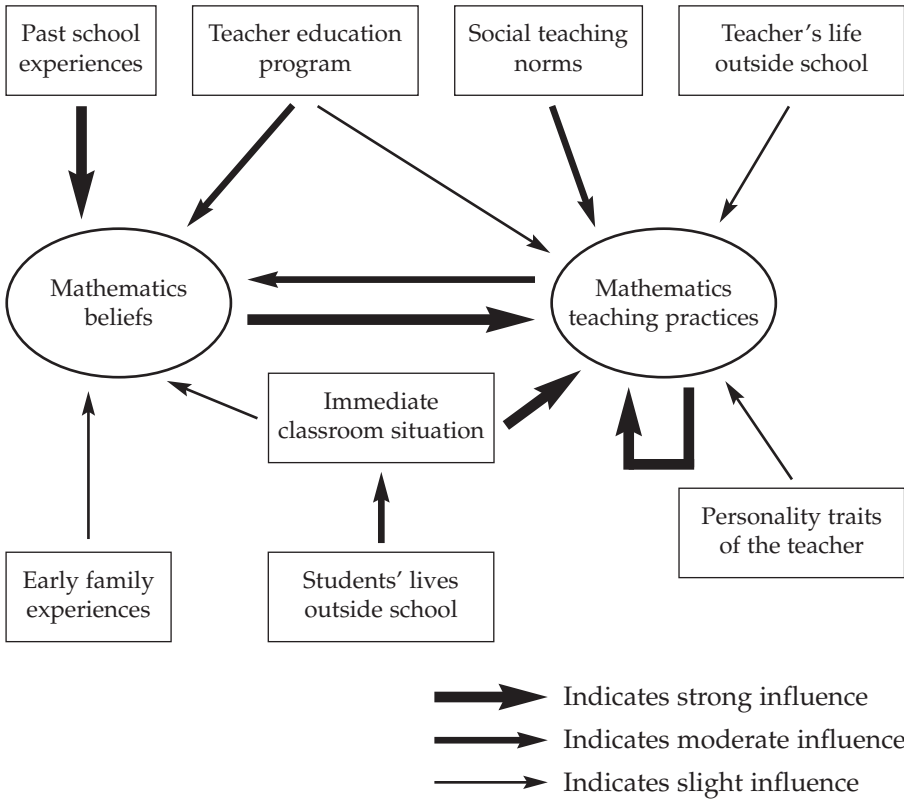 Past school
experiences
Teacher education
program
Social teaching
norms
Teacher’s life
outside school
Mathematics
beliefs
Mathematics
teaching practices
Immediate
classroom situation
Personality traits
of the teacher
Early family
experiences
Students’ lives
outside school
Indicates strong influence
Indicates moderate influence
Indicates slight influence